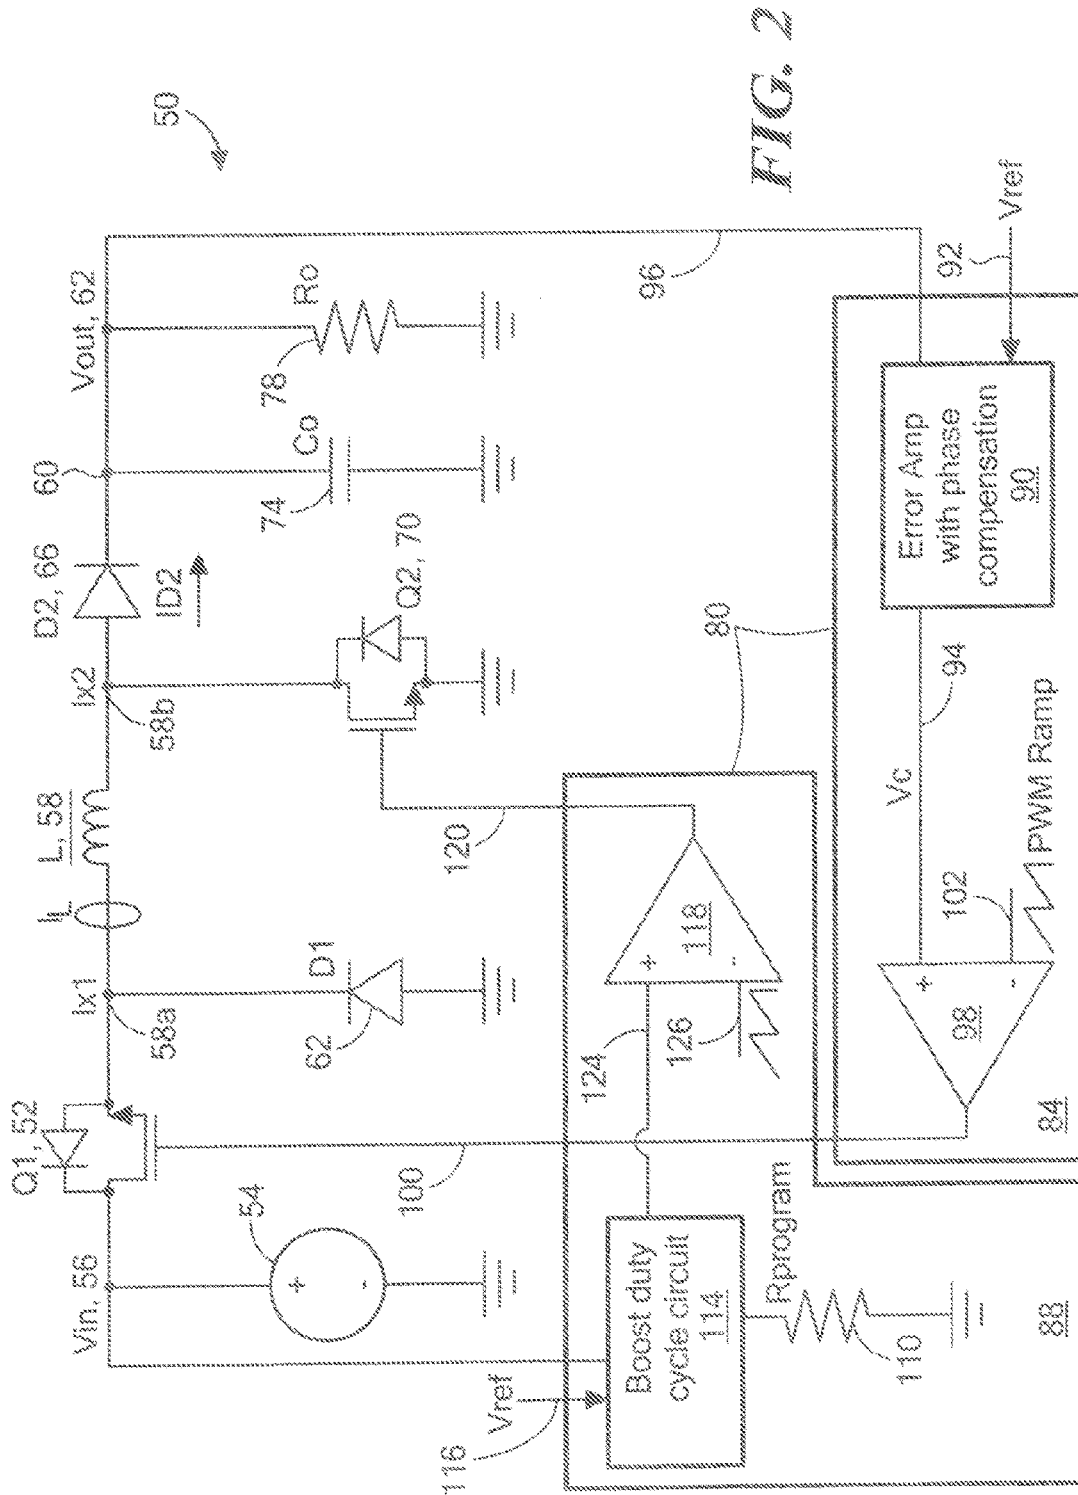 50
FIG. 2
Q1, 52
Vin, 56
54
Ix1
58a
D1
62
IL
L, 58
Ix2
58b
D2, 66
ID2
60
Vout, 62
Q2, 70
74
Co
78
Ro
96
100
120
80
Vref
116
Boost duty
cycle circuit
114
Rprogram
110
88
124
126
+
-
118
+
-
98
84
102
PWM Ramp
Vc
94
Error Amp
with phase
compensation
90
92
Vref
+
-